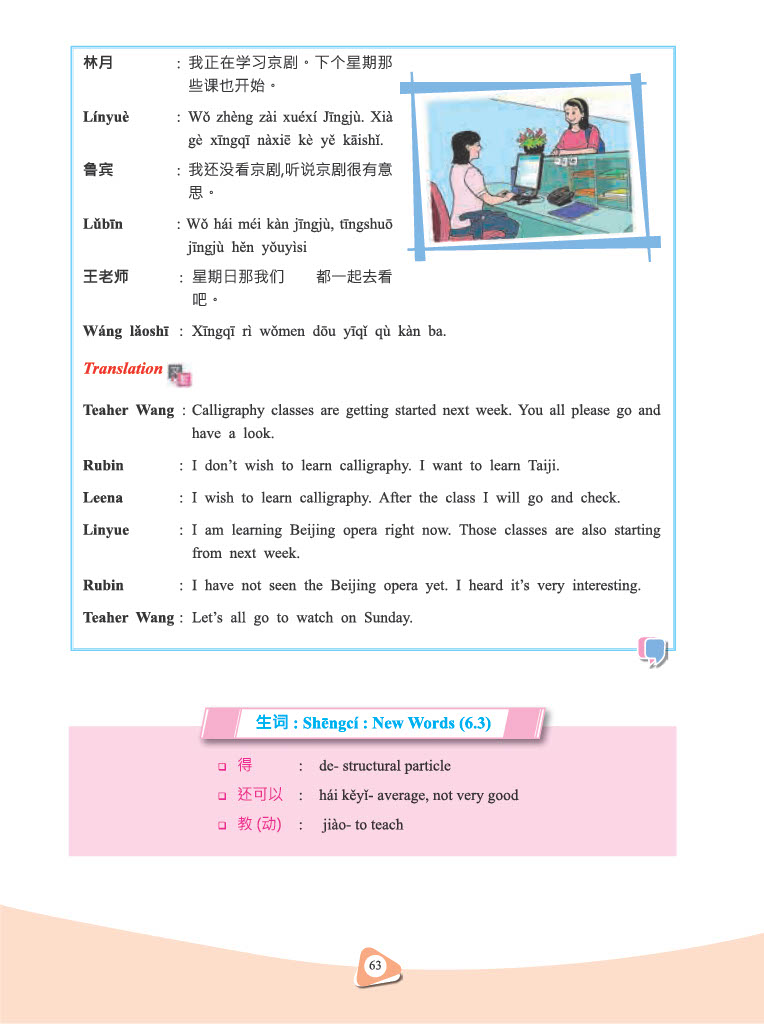 林月 : 我正在学习京剧。下个星期那
些课也开始。
Línyuè : Wǒ zhèng zài xuéxí Jīngjù. Xià
gè xīngqī nàxiē kè yě kāishǐ.
鲁宾 : 我还没看京剧,听说京剧很有意
思。
Lǔbīn : Wǒ hái méi kàn jīngjù, tīngshuō
jīngjù hěn yǒuyìsi
王老师 : 星期日那我们 都一起去看
吧。
Wáng lǎoshī : Xīngqī rì wǒmen dōu yīqǐ qù kàn ba.
Translation
Teaher Wang : Calligraphy classes are getting started next week. You all please go and
have a look.
Rubin : I don’t wish to learn calligraphy. I want to learn Taiji.
Leena : I wish to learn calligraphy. After the class I will go and check.
Linyue : I am learning Beijing opera right now. Those classes are also starting
from next week.
Rubin : I have not seen the Beijing opera yet. I heard it’s very interesting.
Teaher Wang : Let’s all go to watch on Sunday.
生词 : Shēngcí : New Words (6.3)
❑ 得 : de- structural particle
❑ 还可以 : hái kěyǐ- average, not very good
❑ 教 (动) : jiào- to teach
63